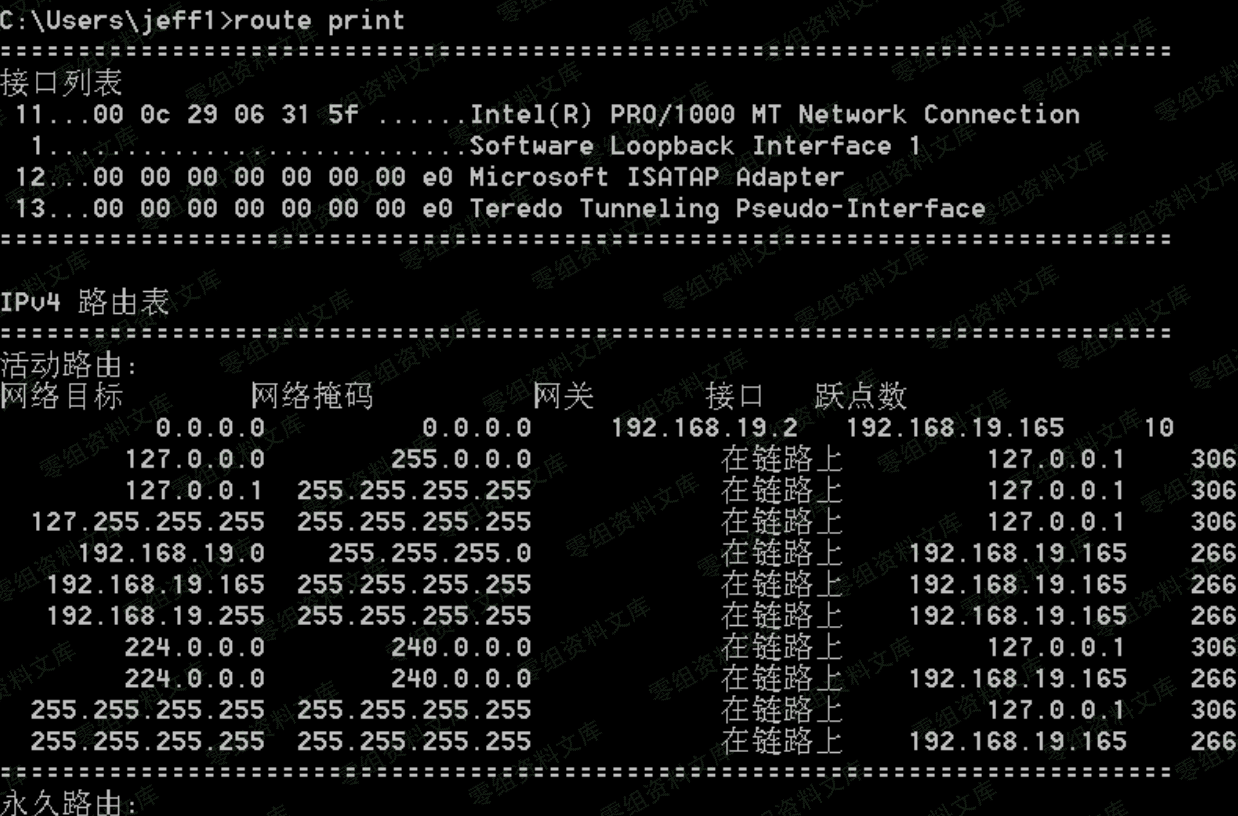 C:\Users\jeff1>route print
===========================================================================
接口列表
 11...00 0c 29 06 31 5f ......Intel(R) PRO/1000 MT Network Connection
  1...........................Software Loopback Interface 1
 12...00 00 00 00 00 00 00 e0 Microsoft ISATAP Adapter
 13...00 00 00 00 00 00 00 e0 Teredo Tunneling Pseudo-Interface
===========================================================================
IPv4 路由表
===========================================================================
活动路由:
网络目标        网络掩码          网关       接口   跃点数
          0.0.0.0          0.0.0.0     192.168.19.2   192.168.19.165     10
        127.0.0.0        255.0.0.0            在链路上         127.0.0.1    306
        127.0.0.1  255.255.255.255            在链路上         127.0.0.1    306
  127.255.255.255  255.255.255.255            在链路上         127.0.0.1    306
     192.168.19.0    255.255.255.0            在链路上    192.168.19.165    266
   192.168.19.165  255.255.255.255            在链路上    192.168.19.165    266
   192.168.19.255  255.255.255.255            在链路上    192.168.19.165    266
        224.0.0.0        240.0.0.0            在链路上         127.0.0.1    306
        224.0.0.0        240.0.0.0            在链路上    192.168.19.165    266
  255.255.255.255  255.255.255.255            在链路上         127.0.0.1    306
  255.255.255.255  255.255.255.255            在链路上    192.168.19.165    266
===========================================================================
永久路由:
零组资料文库